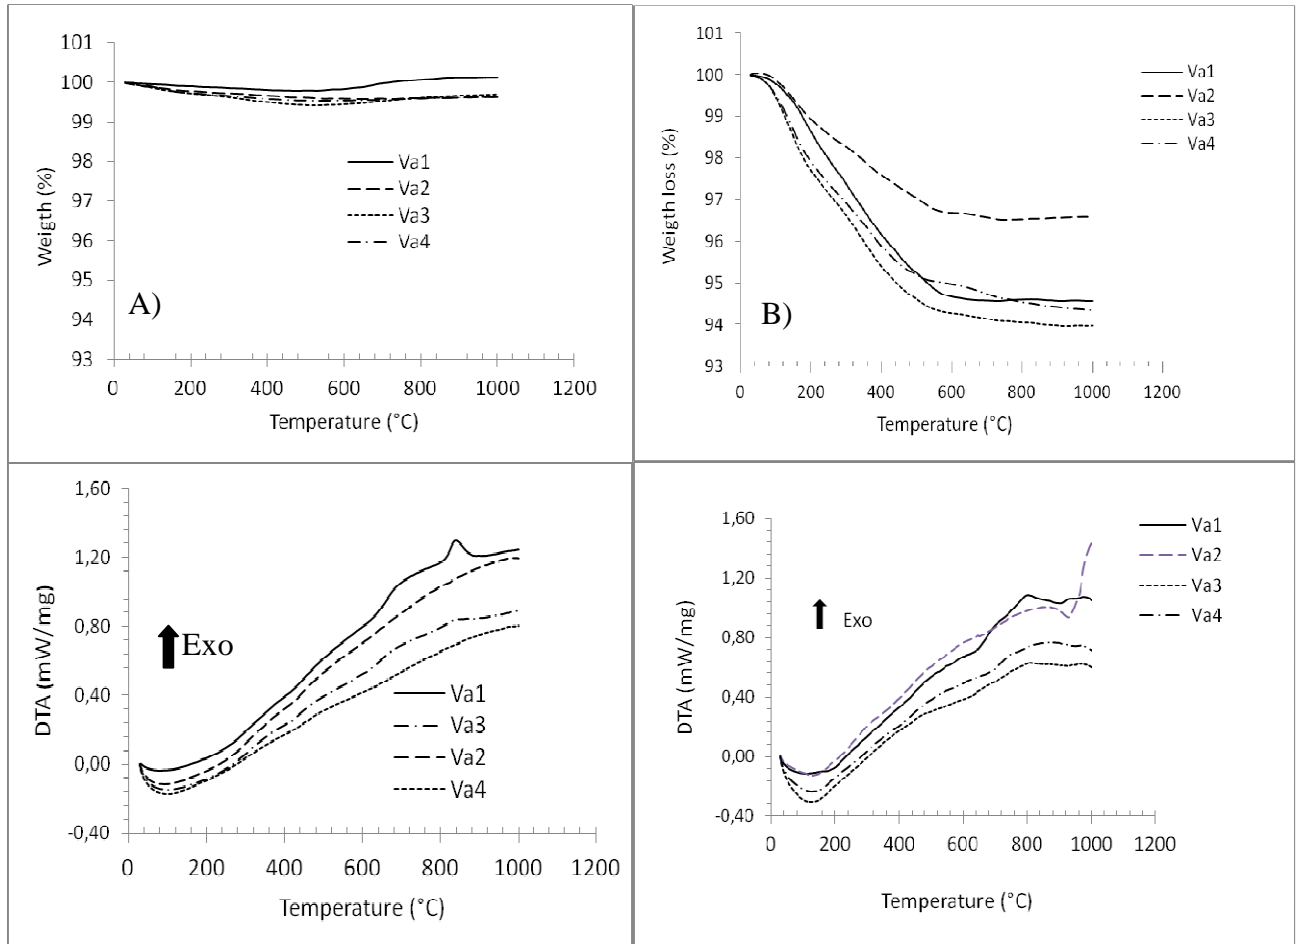 101
100
99
98
97
96
95
94
93
Weigth (%)
Va1
Va2
Va3
Va4
A)
0 200 400 600 800 1000 1200
Temperature (°C)
101
100
99
98
97
96
95
94
93
Weigth loss (%)
Va1
Va2
Va3
Va4
B)
0 200 400 600 800 1000 1200
Temperature (°C)
1,60
1,20
0,80
0,40
0,00
-0,40
DTA (mW/mg)
Exo
Va1
Va3
Va2
Va4
0 200 400 600 800 1000 1200
Temperature (°C)
1,60
1,20
0,80
0,40
0,00
-0,40
DTA (mW/mg)
Exo
Va1
Va2
Va3
Va4
0 200 400 600 800 1000 1200
Temperature (°C)